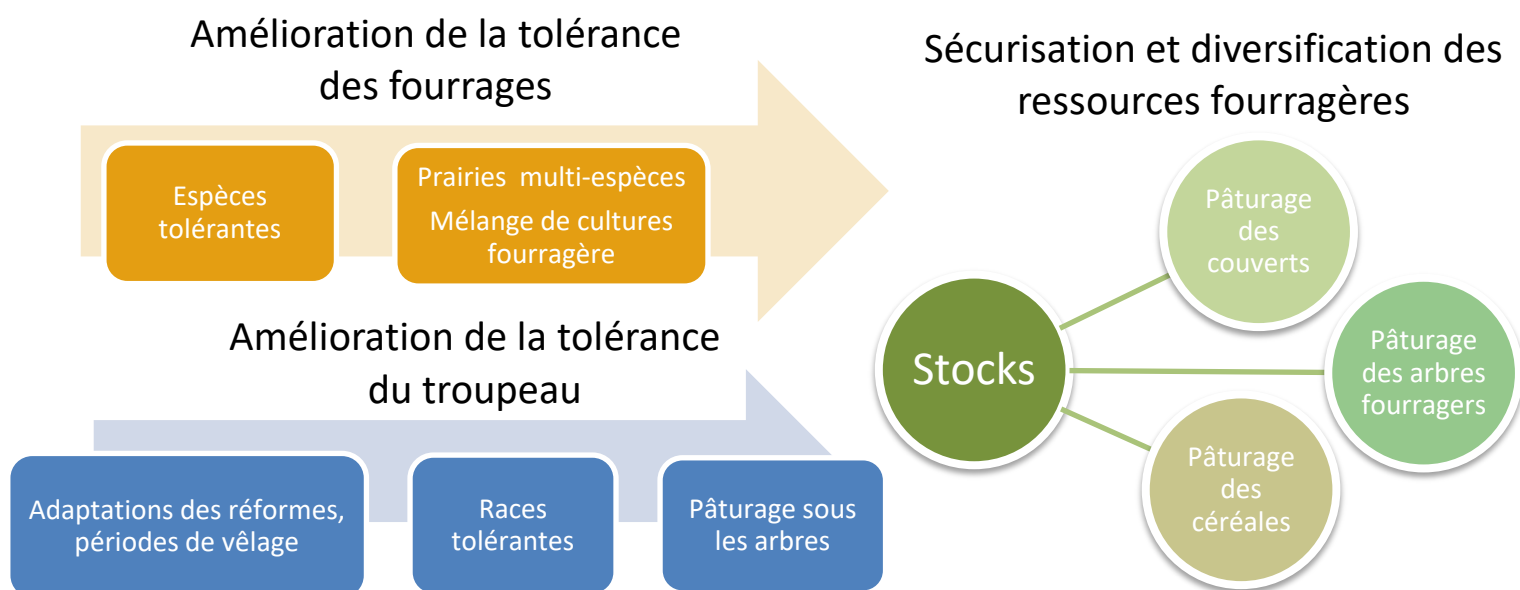 Amélioration de la tolérance
des fourrages
Espèces
tolérantes
Prairies multi-espèces
Mélange de cultures
fourragère
Amélioration de la tolérance
du troupeau
Adaptations des réformes,
périodes de vêlage
Races
tolérantes
Pâturage sous
les arbres
Sécurisation et diversification des
ressources fourragères
Stocks
Pâturage
des
couverts
Pâturage
des arbres
fourragers
Pâturage
des
céréales